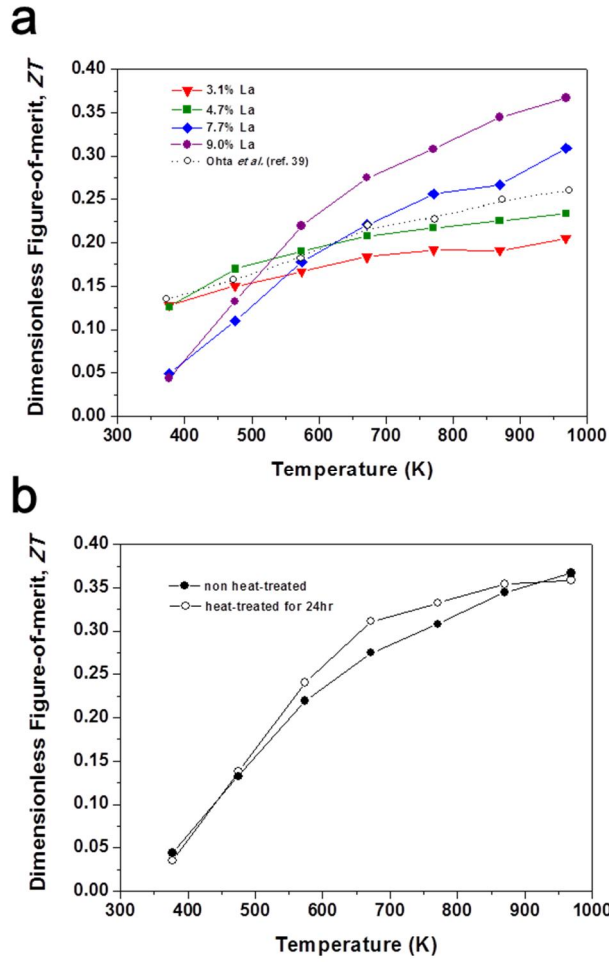 a
0.40
0.35
0.30
0.25
0.20
0.15
0.10
0.05
0.00
Dimensionless Figure-of-merit, ZT
3.1% La
4.7% La
7.7% La
9.0% La
Ohta et al. (ref. 39)
300 400 500 600 700 800 900 1000
Temperature (K)
b
0.40
0.35
0.30
0.25
0.20
0.15
0.10
0.05
0.00
Dimensionless Figure-of-merit, ZT
non heat-treated
heat-treated for 24hr
300 400 500 600 700 800 900 1000
Temperature (K)